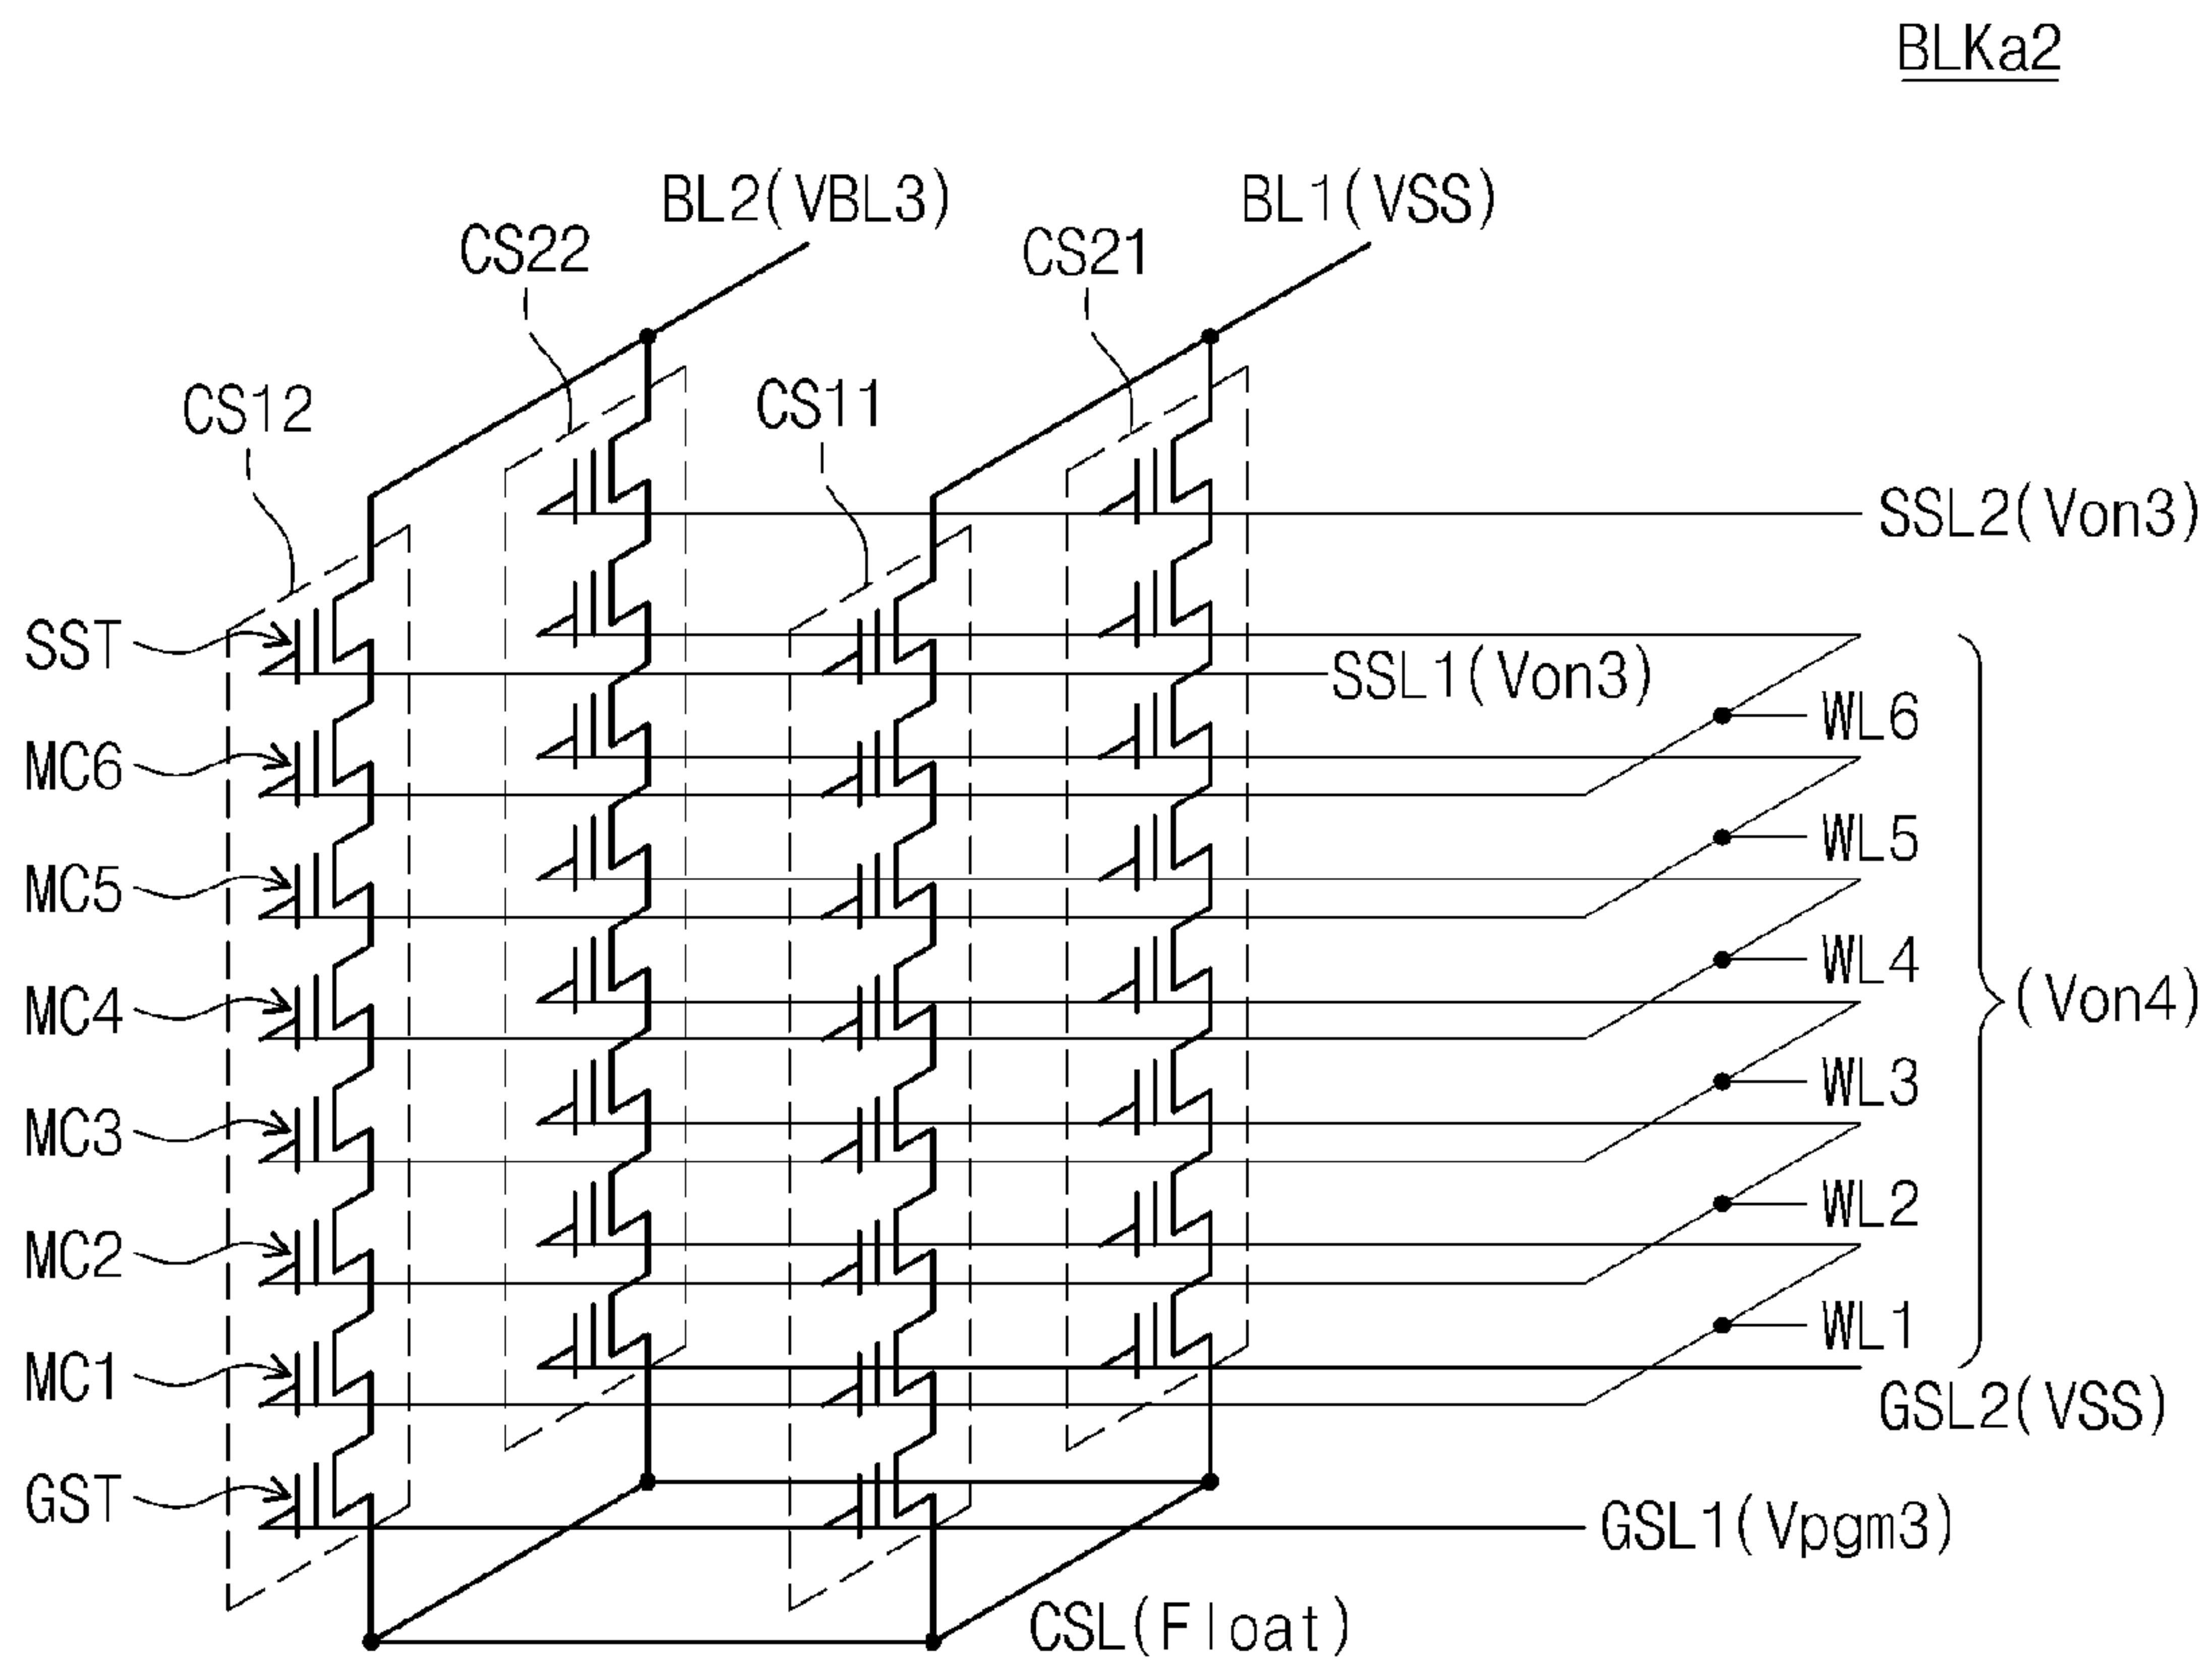 BLKa2
BL2(VBL3)
BL1(VSS)
CS22
CS21
CS12
CS11
SSL2(Von3)
SST
SSL1(Von3)
WL6
MC6
WL5
MC5
WL4
(Von4)
MC4
WL3
MC3
WL2
MC2
WL1
MC1
GSL2(VSS)
GST
GSL1(Vpgm3)
CSL(Float)